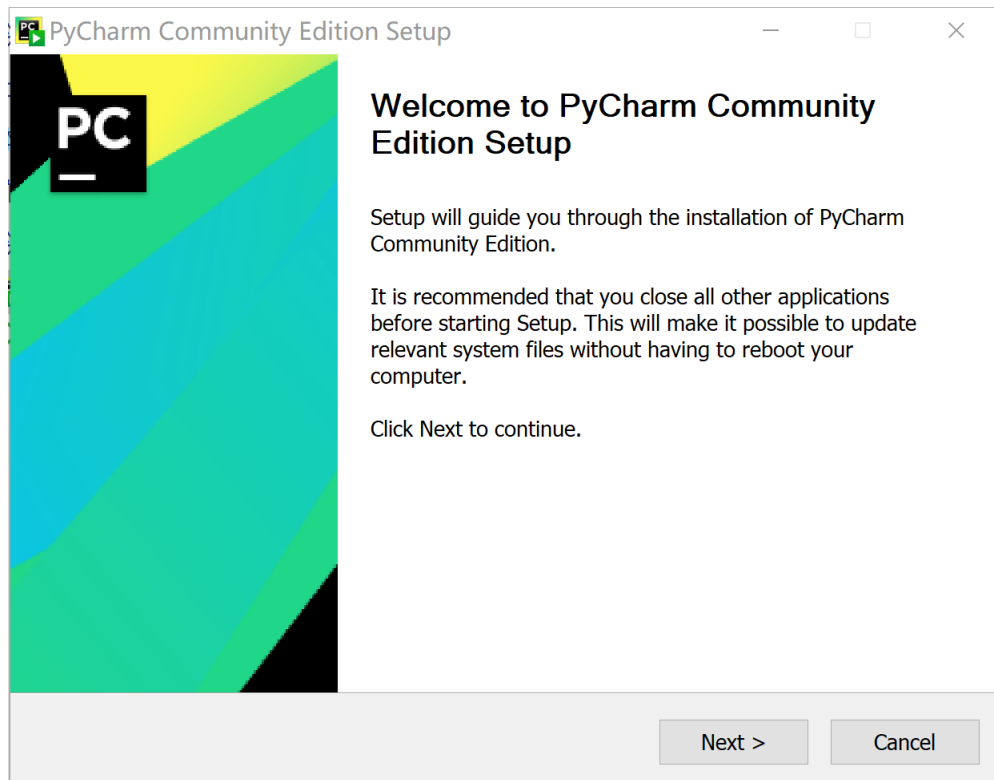 PC PyCharm Community Edition Setup
PC
Welcome to PyCharm Community
Edition Setup
Setup will guide you through the installation of PyCharm
Community Edition.
It is recommended that you close all other applications
before starting Setup. This will make it possible to update
relevant system files without having to reboot your
computer.
Click Next to continue.
Next >
Cancel